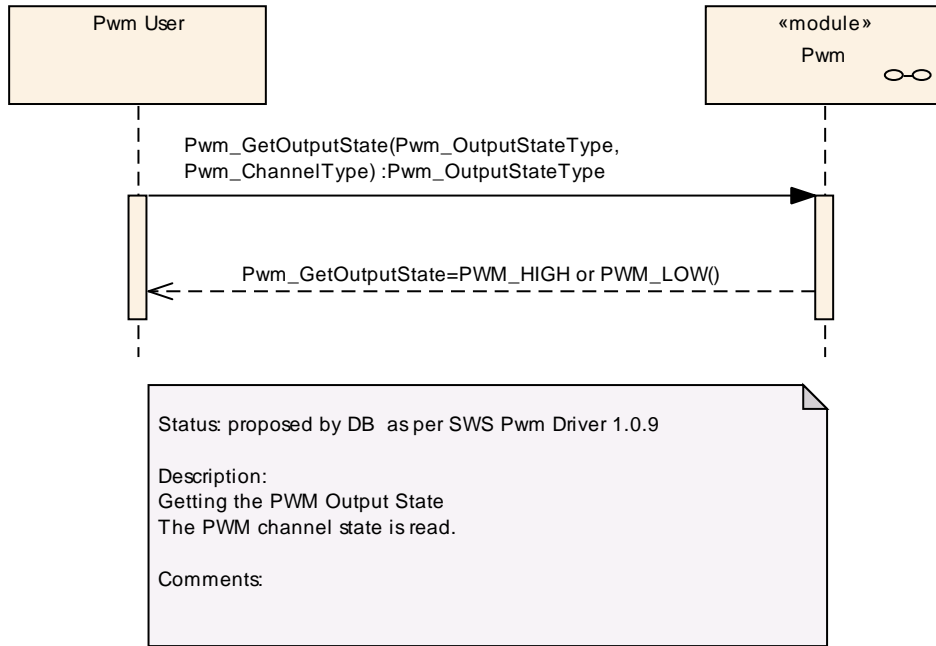 Pwm User
«module»
Pwm
Pwm_GetOutputState(Pwm_OutputStateType,
Pwm_ChannelType) :Pwm_OutputStateType
Pwm_GetOutputState=PWM_HIGH or PWM_LOW()
Status: proposed by DB  as per SWS Pwm Driver 1.0.9
Description:
Getting the PWM Output State
The PWM channel state is read.
Comments: